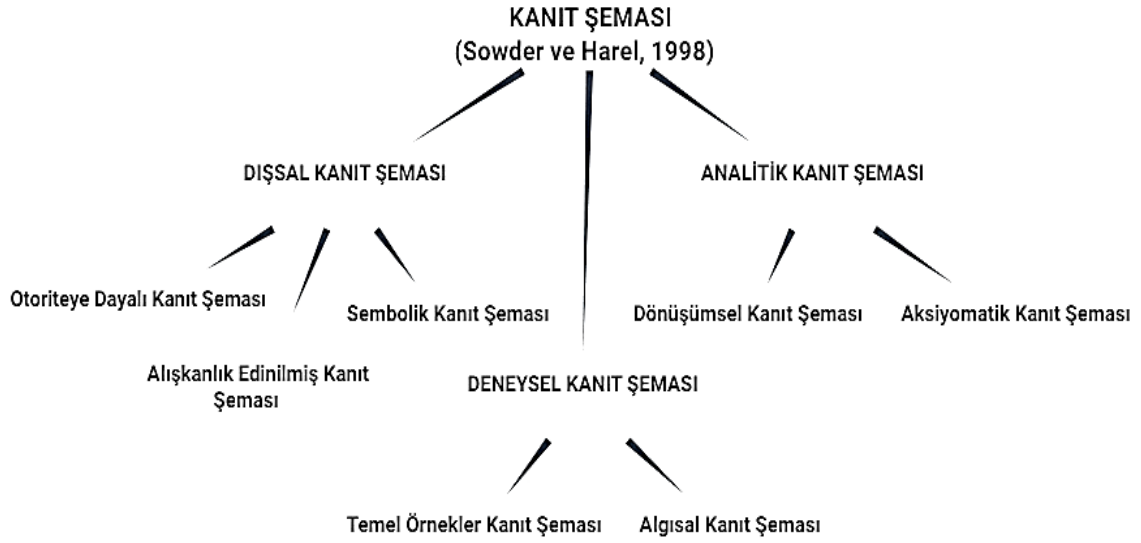 KANIT ŞEMASI
(Sowder ve Harel, 1998)
DIŞSAL KANIT ŞEMASI
ANALİTİK KANIT ŞEMASI
Otoriteye Dayalı Kanıt Şeması
Sembolik Kanıt Şeması
Dönüşümsel Kanıt Şeması
Aksiyomatik Kanıt Şeması
Alışkanlık Edinilmiş Kanıt
Şeması
DENEYSEL KANIT ŞEMASI
Temel Örnekler Kanıt Şeması
Algısal Kanıt Şeması